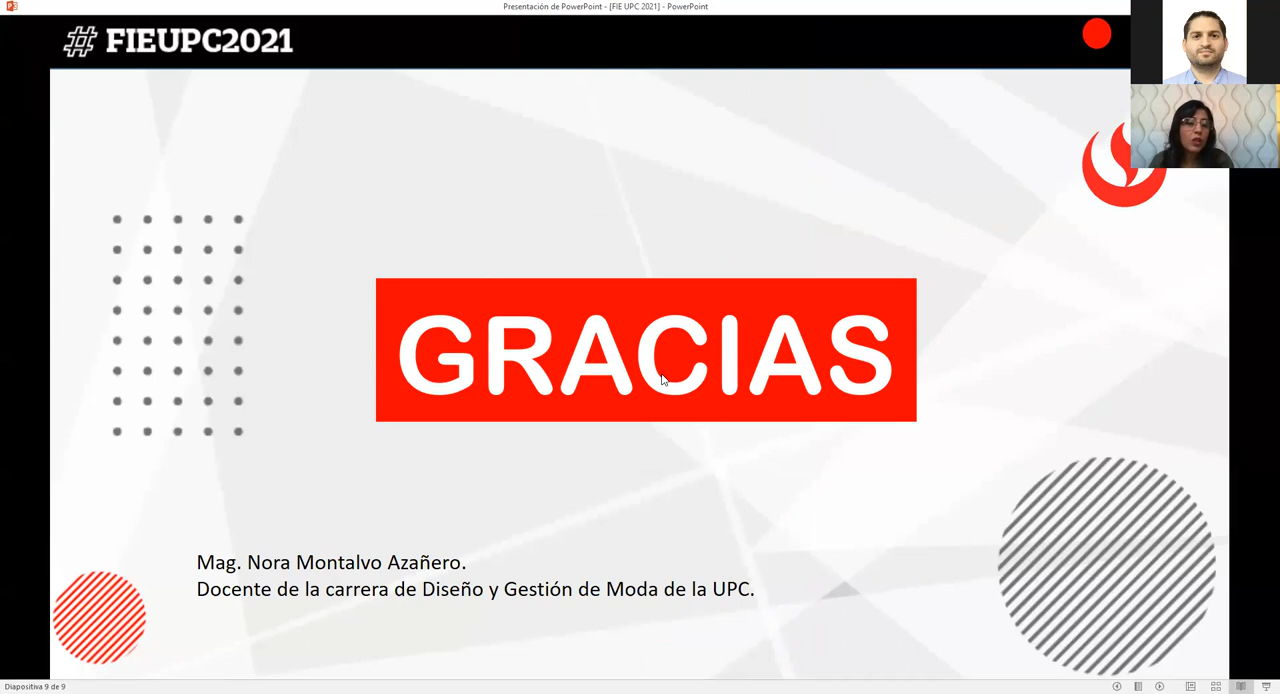 Presentación de PowerPoint - [FIE UPC 2021] - PowerPoint
# FIEUPC2021
GRACIAS
Mag. Nora Montalvo Azañero.
Docente de la carrera de Diseño y Gestión de Moda de la UPC.
Diapositiva 9 de 9